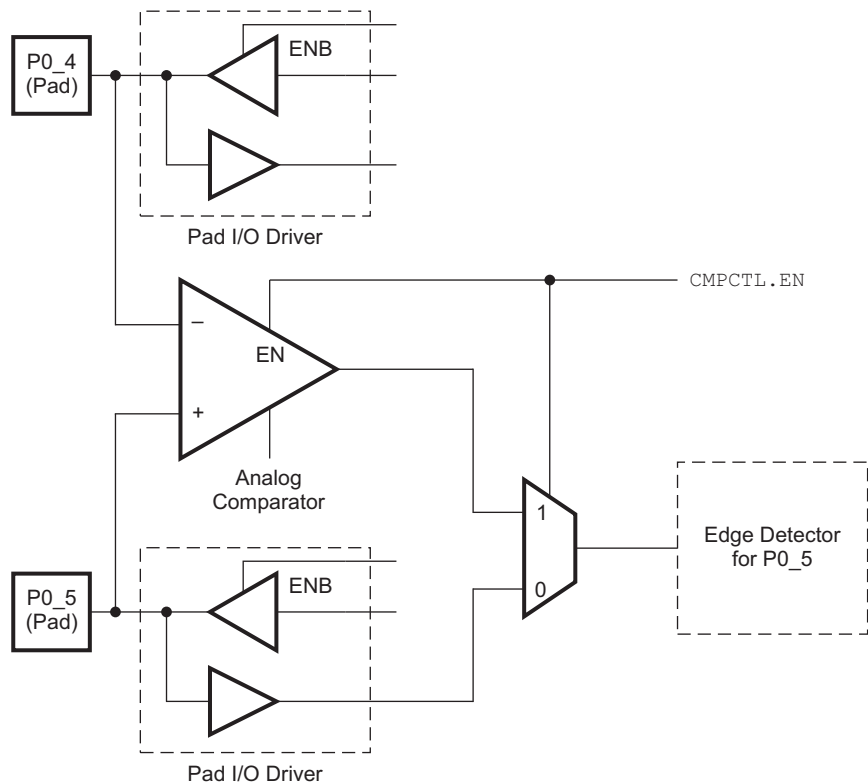 P0_4
(Pad)
ENB
Pad I/O Driver
CMPCTL.EN
–
EN
+
Analog
Comparator
1
Edge Detector
for P0_5
0
P0_5
(Pad)
ENB
Pad I/O Driver